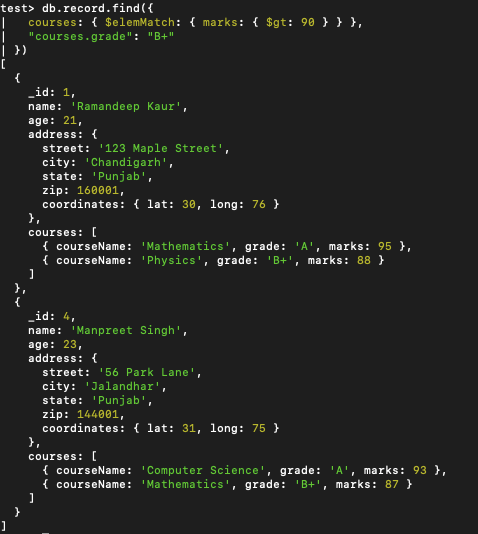 test> db.record.find({
|   courses: { $elemMatch: { marks: { $gt: 90 } } },
|   "courses.grade": "B+"
| })
[
  {
    _id: 1,
    name: 'Ramandeep Kaur',
    age: 21,
    address: {
      street: '123 Maple Street',
      city: 'Chandigarh',
      state: 'Punjab',
      zip: 160001,
      coordinates: { lat: 30, long: 76 }
    },
    courses: [
      { courseName: 'Mathematics', grade: 'A', marks: 95 },
      { courseName: 'Physics', grade: 'B+', marks: 88 }
    ]
  },
  {
    _id: 4,
    name: 'Manpreet Singh',
    age: 23,
    address: {
      street: '56 Park Lane',
      city: 'Jalandhar',
      state: 'Punjab',
      zip: 144001,
      coordinates: { lat: 31, long: 75 }
    },
    courses: [
      { courseName: 'Computer Science', grade: 'A', marks: 93 },
      { courseName: 'Mathematics', grade: 'B+', marks: 87 }
    ]
  }
]